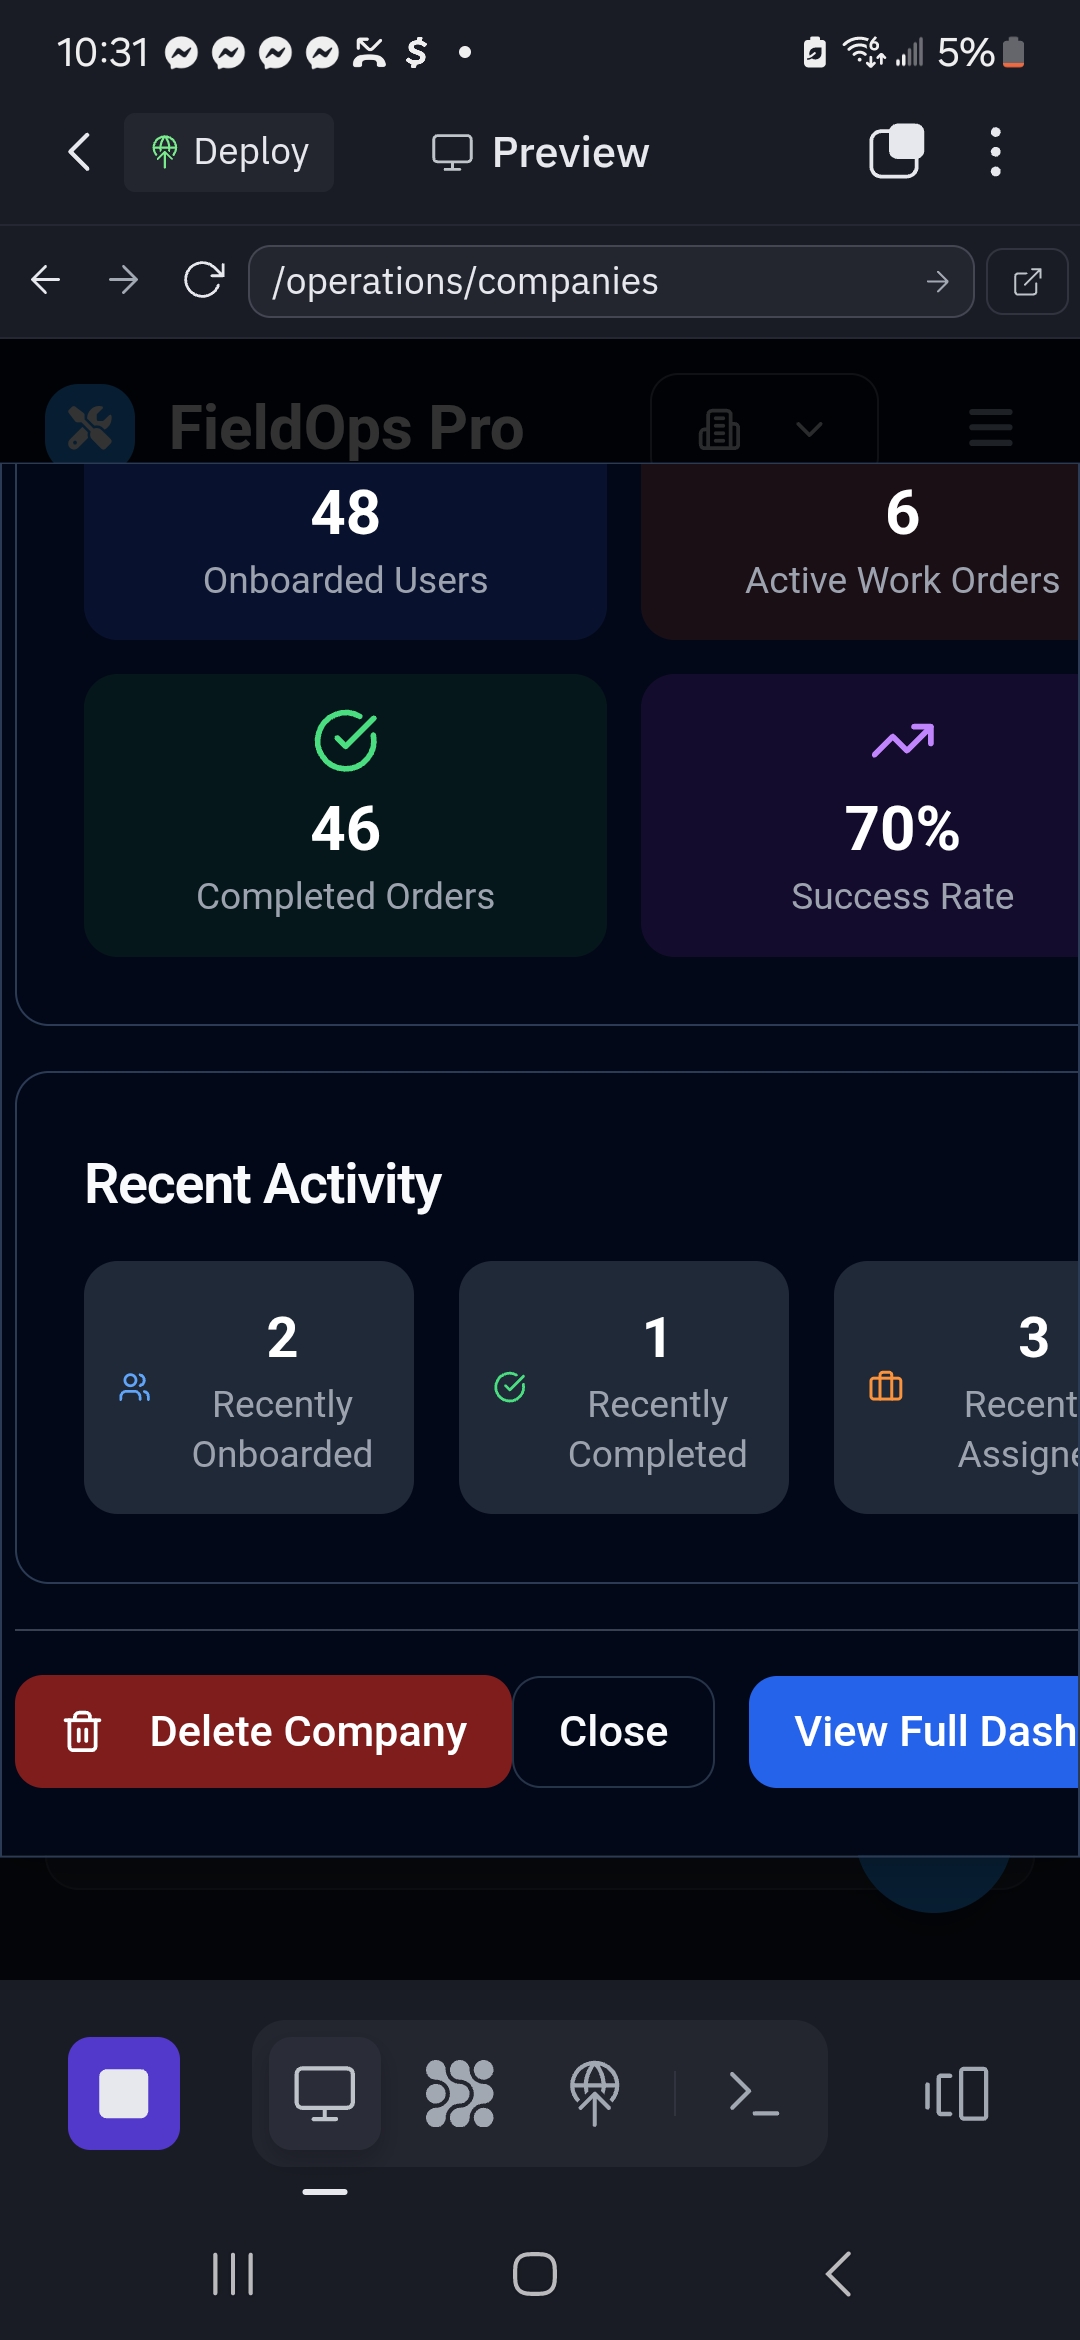 10:31
5%
Deploy
Preview
/operations/companies
FieldOps Pro
48
Onboarded Users
6
Active Work Orders
46
Completed Orders
70%
Success Rate
Recent Activity
2
Recently
Onboarded
1
Recently
Completed
3
Recent
Assigne
Delete Company
Close
View Full Dash